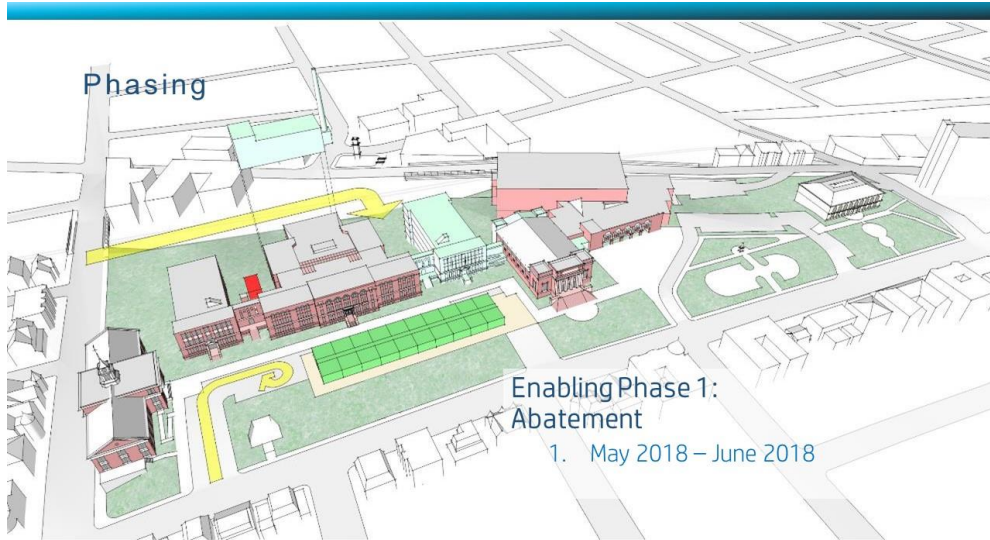 Phasing
Enabling Phase 1:
Abatement
1. May 2018 – June 2018